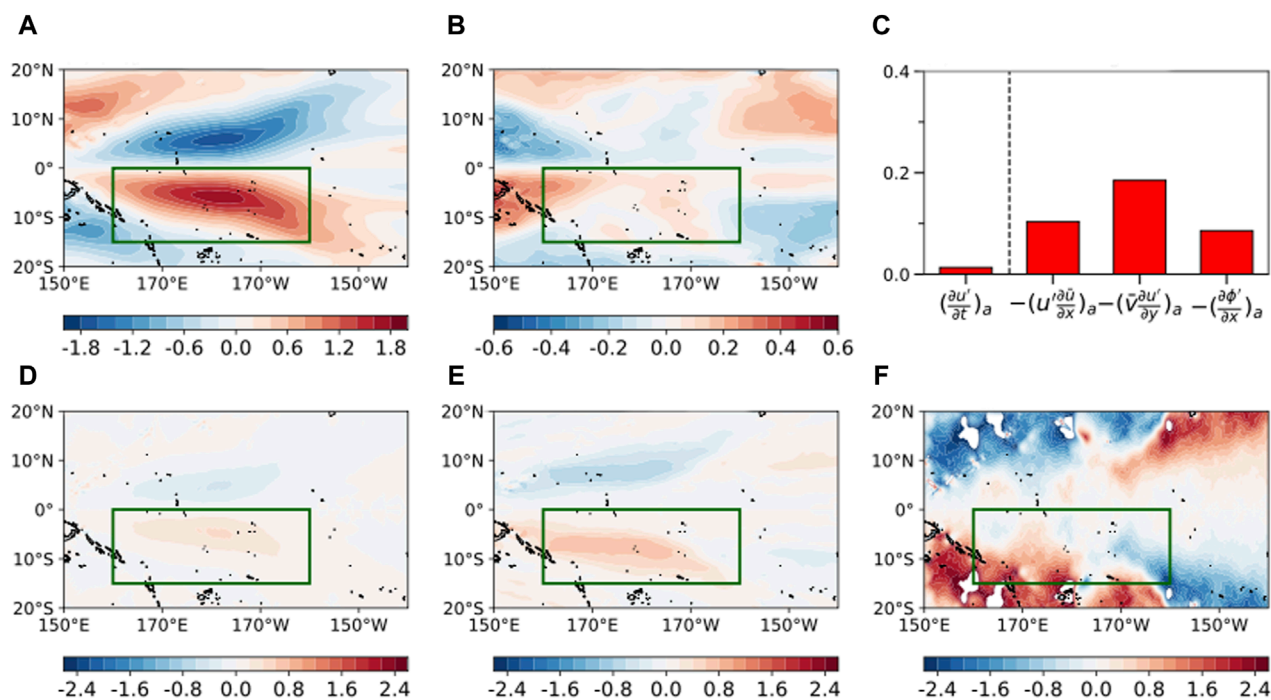 A
B
C
20°N
10°N
0°
10°S
20°S
150°E 170°E 170°W 150°W
-1.8 -1.2 -0.6 0.0 0.6 1.2 1.8
20°N
10°N
0°
10°S
20°S
150°E 170°E 170°W 150°W
-0.6 -0.4 -0.2 0.0 0.2 0.4 0.6
0.4
0.2
0.0
(∂u′/∂t)ₐ −(u′∂ū/∂x)ₐ −(v̄∂u′/∂y)ₐ −(∂ϕ′/∂x)ₐ
D
E
F
20°N
10°N
0°
10°S
20°S
150°E 170°E 170°W 150°W
-2.4 -1.6 -0.8 0.0 0.8 1.6 2.4
20°N
10°N
0°
10°S
20°S
150°E 170°E 170°W 150°W
-2.4 -1.6 -0.8 0.0 0.8 1.6 2.4
20°N
10°N
0°
10°S
20°S
150°E 170°E 170°W 150°W
-2.4 -1.6 -0.8 0.0 0.8 1.6 2.4